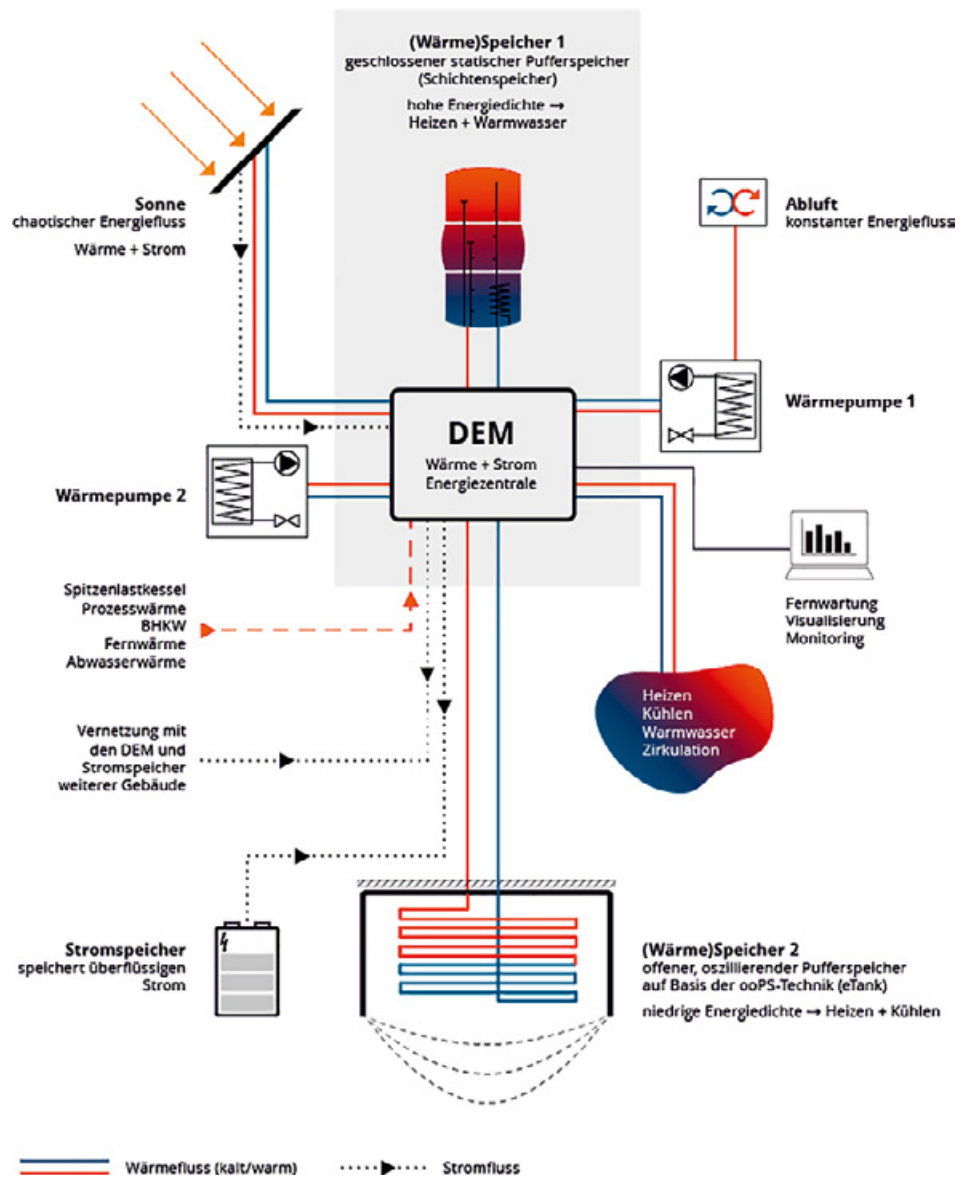 (Wärme)Speicher 1
geschlossener statischer Pufferspeicher
(Schichtenspeicher)
hohe Energiedichte →
Heizen + Warmwasser
Sonne
chaotischer Energiefluss
Wärme + Strom
Abluft
konstanter Energiefluss
Wärmepumpe 1
DEM
Wärme + Strom
Energiezentrale
Wärmepumpe 2
Spitzenlastkessel
Prozesswärme
BHKW
Fernwärme
Abwasserwärme
Fernwartung
Visualisierung
Monitoring
Heizen
Kühlen
Warmwasser
Zirkulation
Vernetzung mit
den DEM und
Stromspeicher
weiterer Gebäude
Stromspeicher
speichert überflüssigen
Strom
(Wärme)Speicher 2
offener, oszillierender Pufferspeicher
auf Basis der ooPS-Technik (eTank)
niedrige Energiedichte → Heizen + Kühlen
Wärmefluss (kalt/warm)
Stromfluss